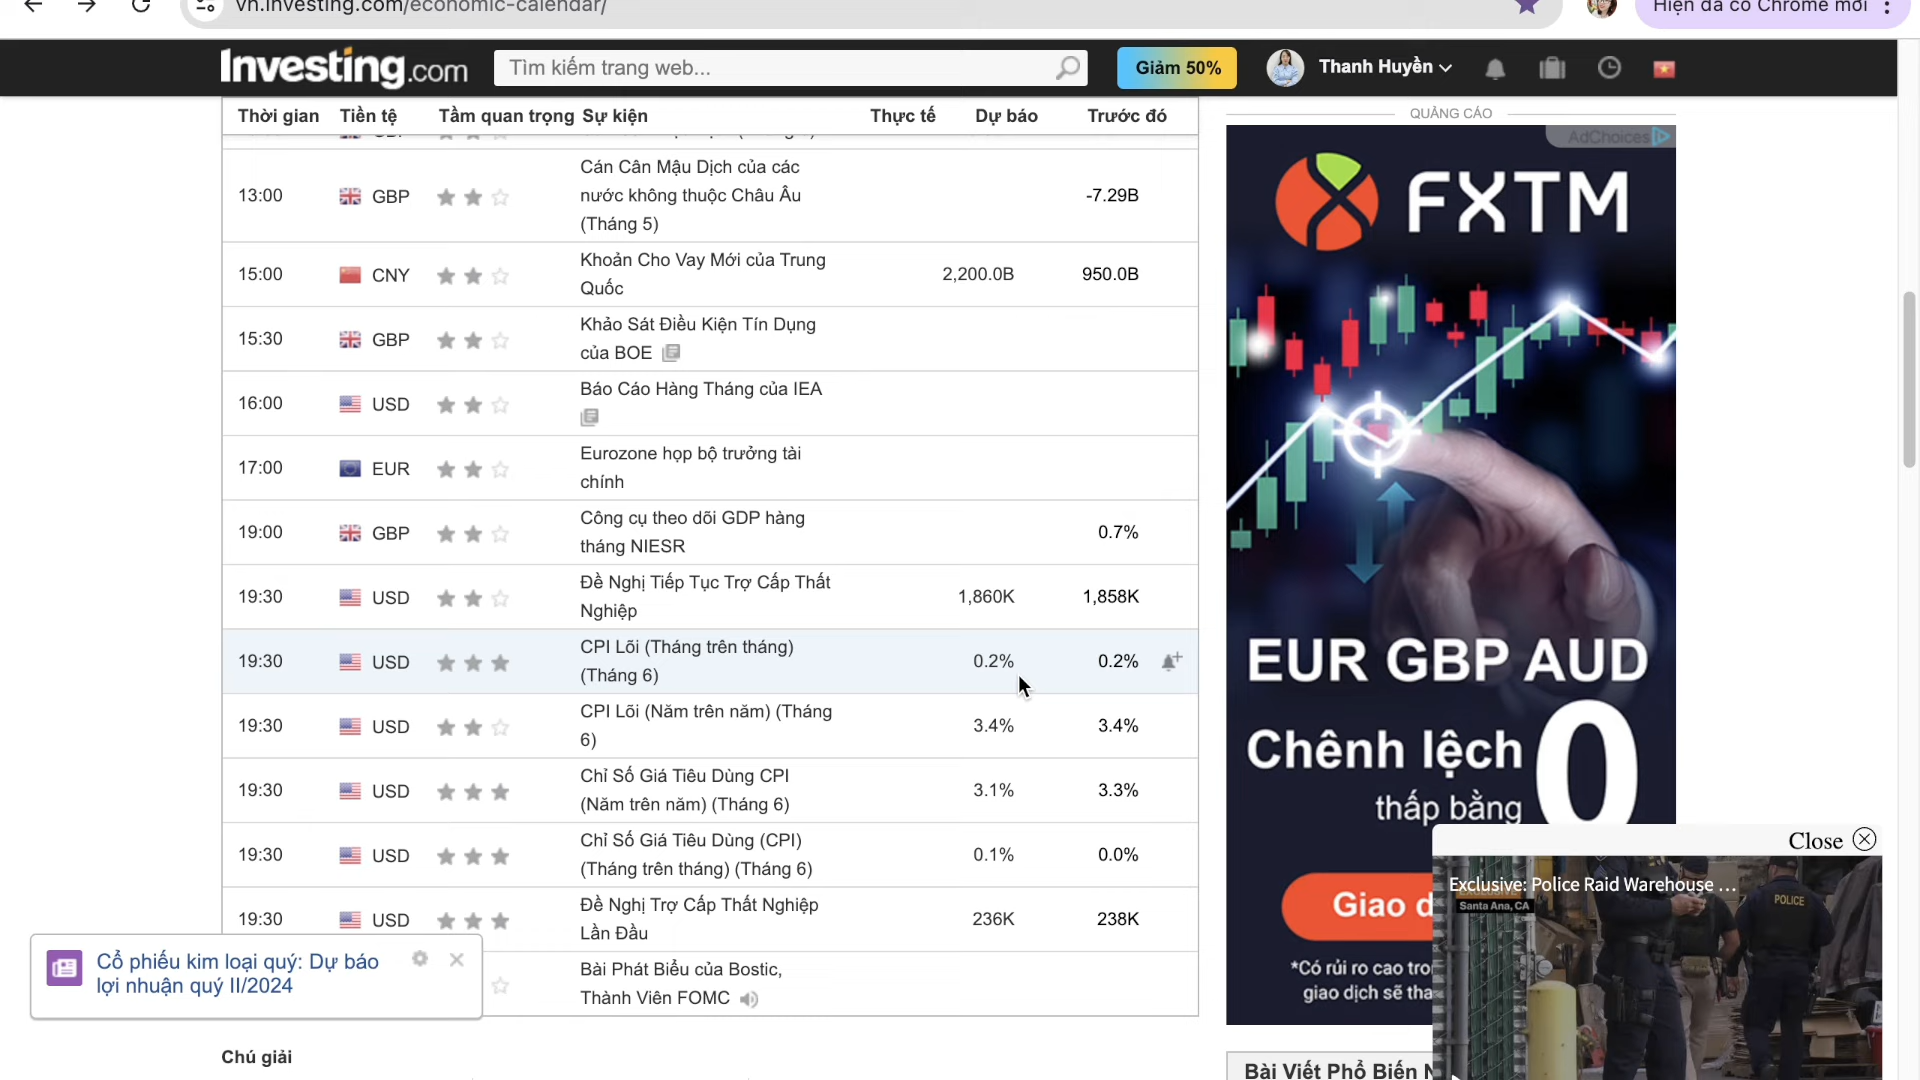 vn.investing.com/economic-calendar/
Hiện đã có Chrome mới
Investing.com
Tìm kiếm trang web...
Giảm 50%
Thanh Huyền
Thời gian Tiền tệ Tầm quan trọng Sự kiện Thực tế Dự báo Trước đó
QUẢNG CÁO
AdChoices
13:00 GBP Cán Cân Mậu Dịch của các
nước không thuộc Châu Âu -7.29B
(Tháng 5)
15:00 CNY Khoản Cho Vay Mới của Trung 2,200.0B 950.0B
Quốc
15:30 GBP Khảo Sát Điều Kiện Tín Dụng
của BOE
16:00 USD Báo Cáo Hàng Tháng của IEA
17:00 EUR Eurozone họp bộ trưởng tài
chính
19:00 GBP Công cụ theo dõi GDP hàng 0.7%
tháng NIESR
19:30 USD Đề Nghị Tiếp Tục Trợ Cấp Thất 1,860K 1,858K
Nghiệp
19:30 USD CPI Lõi (Tháng trên tháng) 0.2% 0.2%
(Tháng 6)
19:30 USD CPI Lõi (Năm trên năm) (Tháng 3.4% 3.4%
6)
19:30 USD Chỉ Số Giá Tiêu Dùng CPI 3.1% 3.3%
(Năm trên năm) (Tháng 6)
19:30 USD Chỉ Số Giá Tiêu Dùng (CPI) 0.1% 0.0%
(Tháng trên tháng) (Tháng 6)
19:30 USD Đề Nghị Trợ Cấp Thất Nghiệp 236K 238K
Lần Đầu
Bài Phát Biểu của Bostic,
Thành Viên FOMC
Cổ phiếu kim loại quý: Dự báo
lợi nhuận quý II/2024
Chú giải
FXTM
EUR GBP AUD
Chênh lệch
thấp bằng 0
Giao d
*Có rủi ro cao tro
giao dịch sẽ tha
Close
Exclusive: Police Raid Warehouse …
EXCLUSIVE
Santa Ana, CA
POLICE
Bài Viết Phổ Biến N